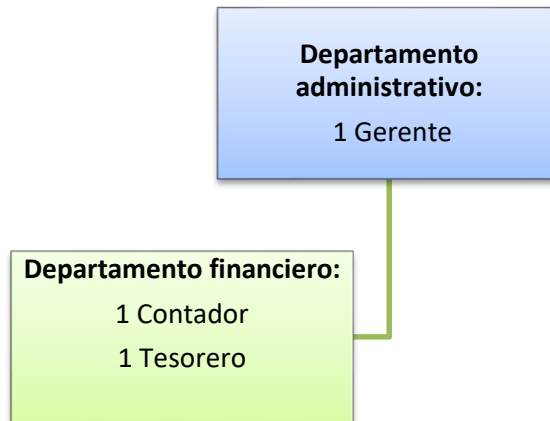 Departamento
administrativo:
1 Gerente
Departamento financiero:
1 Contador
1 Tesorero